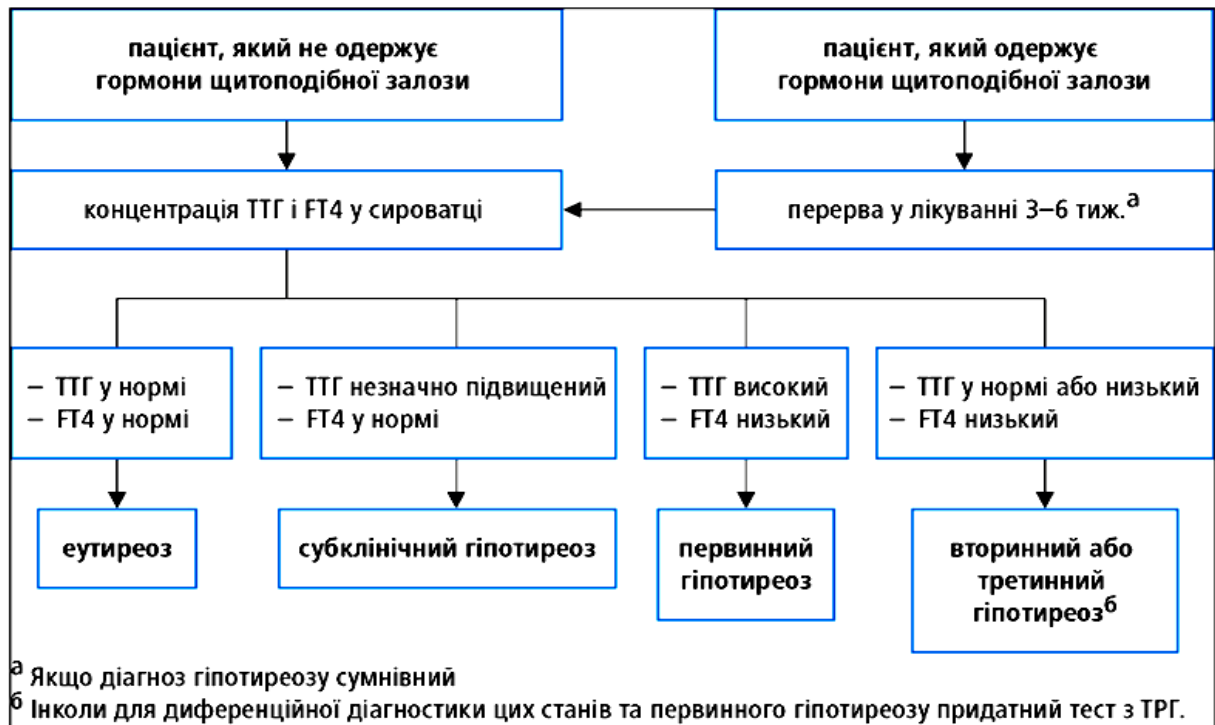 пацієнт, який не одержує
гормони щитоподібної залози
пацієнт, який одержує
гормони щитоподібної залози
концентрація ТТГ і FT4 у сироватці
перерва у лікуванні 3–6 тиж.а
– ТТГ у нормі
– FT4 у нормі
– ТТГ незначно підвищений
– FT4 у нормі
– ТТГ високий
– FT4 низький
– ТТГ у нормі або низький
– FT4 низький
еутиреоз
субклінічний гіпотиреоз
первинний
гіпотиреоз
вторинний або
третинний
гіпотиреозб
а Якщо діагноз гіпотиреозу сумнівний
б Інколи для диференційної діагностики цих станів та первинного гіпотиреозу придатний тест з ТРГ.